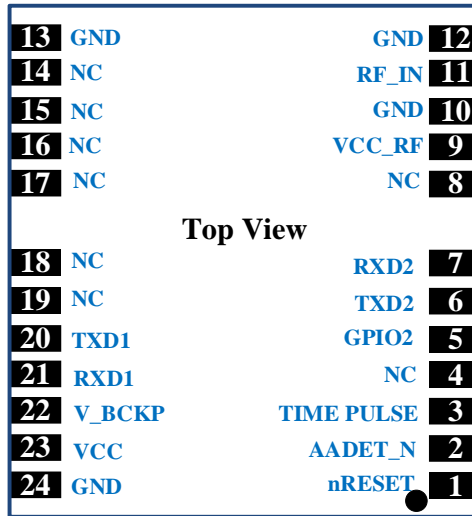 13 GND GND 12
14 NC RF_IN 11
15 NC GND 10
16 NC VCC_RF 9
17 NC NC 8
Top View
18 NC RXD2 7
19 NC TXD2 6
20 TXD1 GPIO2 5
21 RXD1 NC 4
22 V_BCKP TIME PULSE 3
23 VCC AADET_N 2
24 GND nRESET 1